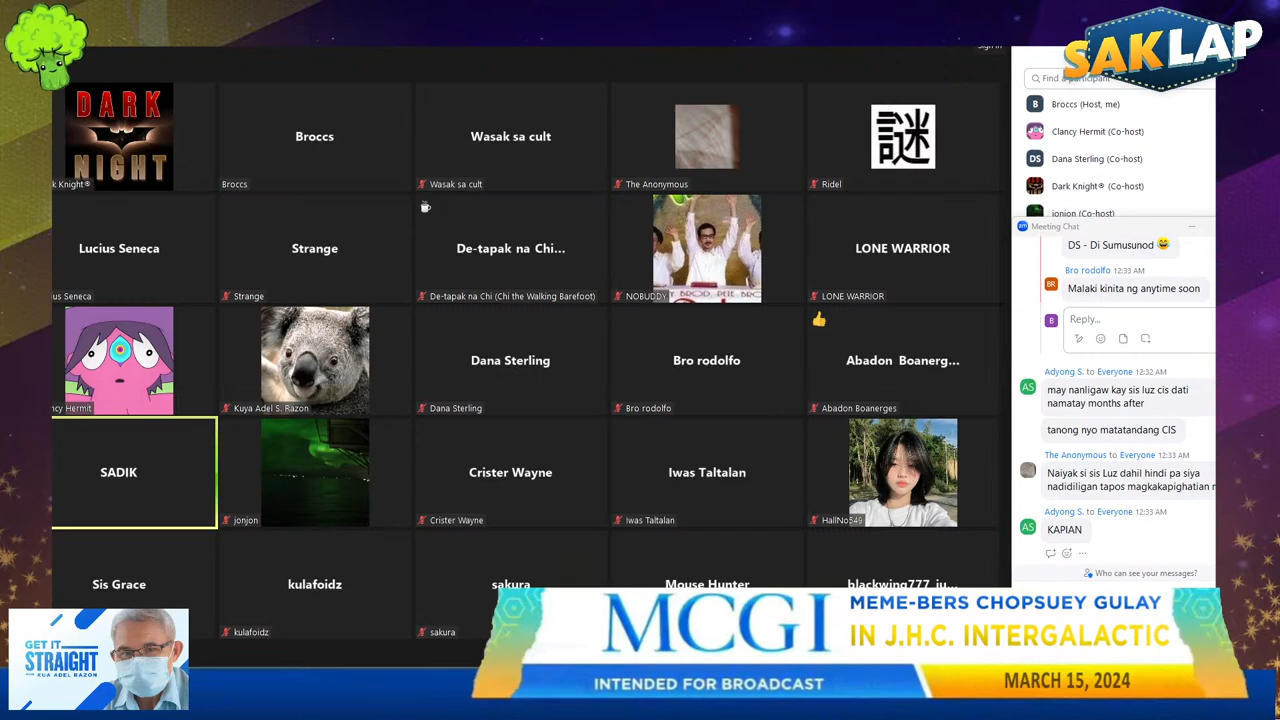 SAKLAP
Sign in
DARK
NIGHT
k Knight®
Broccs
Broccs
Wasak sa cult
Wasak sa cult
The Anonymous
謎
Ridel
Lucius Seneca
us Seneca
Strange
Strange
De-tapak na Chi...
De-tapak na Chi (Chi the Walking Barefoot)
NOBUDDY
LONE WARRIOR
LONE WARRIOR
ncy Hermit
Kuya Adel S. Razon
Dana Sterling
Dana Sterling
Bro rodolfo
Bro rodolfo
Abadon Boanerg...
Abadon Boanerges
SADIK
jonjon
Crister Wayne
Crister Wayne
Iwas Taltalan
Iwas Taltalan
HallNo549
Sis Grace
kulafoidz
kulafoidz
sakura
sakura
Mouse Hunter
blackwing777_ju...
Find a participant
B
Broccs (Host, me)
Clancy Hermit (Co-host)
DS
Dana Sterling (Co-host)
Dark Knight® (Co-host)
jonjon (Co-host)
zm Meeting Chat
DS - Di Sumusunod
Bro rodolfo 12:33 AM
BR
Malaki kinita ng anytime soon
B
Reply...
Adyong S. to Everyone 12:32 AM
AS
may nanligaw kay sis luz cis dati
namatay months after
tanong nyo matatandang CIS
The Anonymous to Everyone 12:33 AM
Naiyak si sis Luz dahil hindi pa siya
nadidiligan tapos magkakapighatian
Adyong S. to Everyone 12:33 AM
AS
KAPIAN
Who can see your messages?
GET IT
STRAIGHT
KUA ADEL RAZON
MCGI
MEME-BERS CHOPSUEY GULAY
IN J.H.C. INTERGALACTIC
INTENDED FOR BROADCAST
MARCH 15, 2024